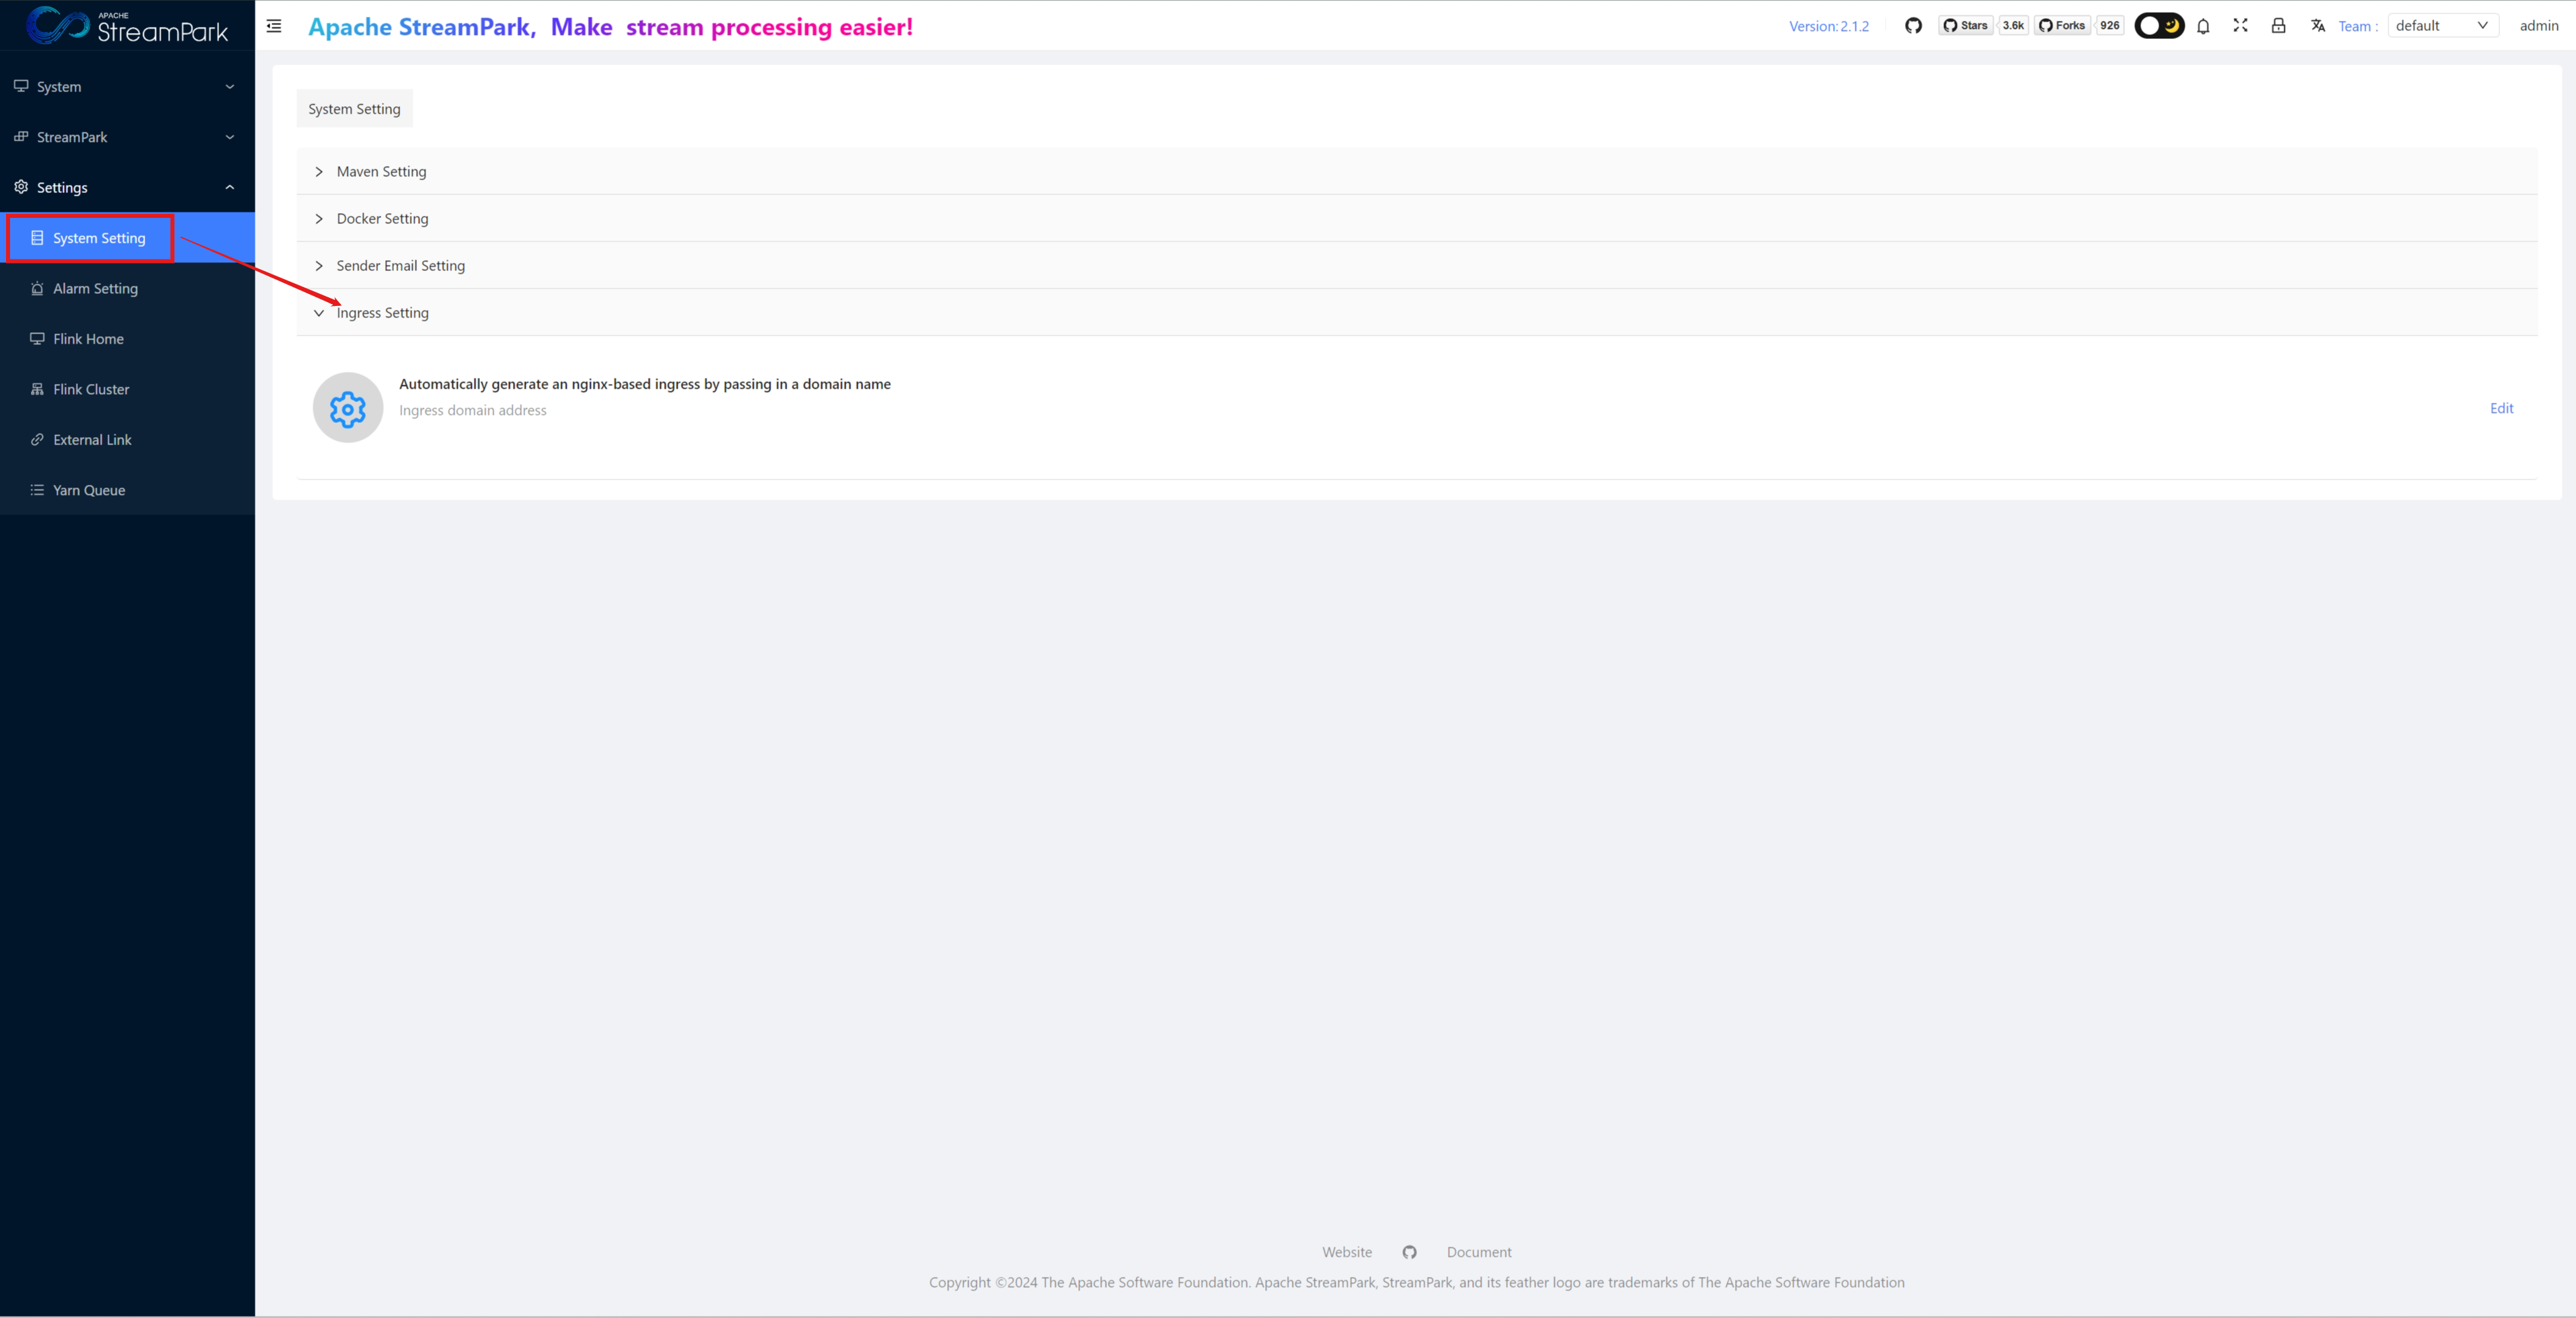 APACHE
StreamPark
Apache StreamPark, Make stream processing easier!
Version: 2.1.2
Stars
3.6k
Forks
926
Team :
default
admin
System
StreamPark
Settings
System Setting
Alarm Setting
Flink Home
Flink Cluster
External Link
Yarn Queue
System Setting
Maven Setting
Docker Setting
Sender Email Setting
Ingress Setting
Automatically generate an nginx-based ingress by passing in a domain name
Ingress domain address
Edit
Website
Document
Copyright ©2024 The Apache Software Foundation. Apache StreamPark, StreamPark, and its feather logo are trademarks of The Apache Software Foundation